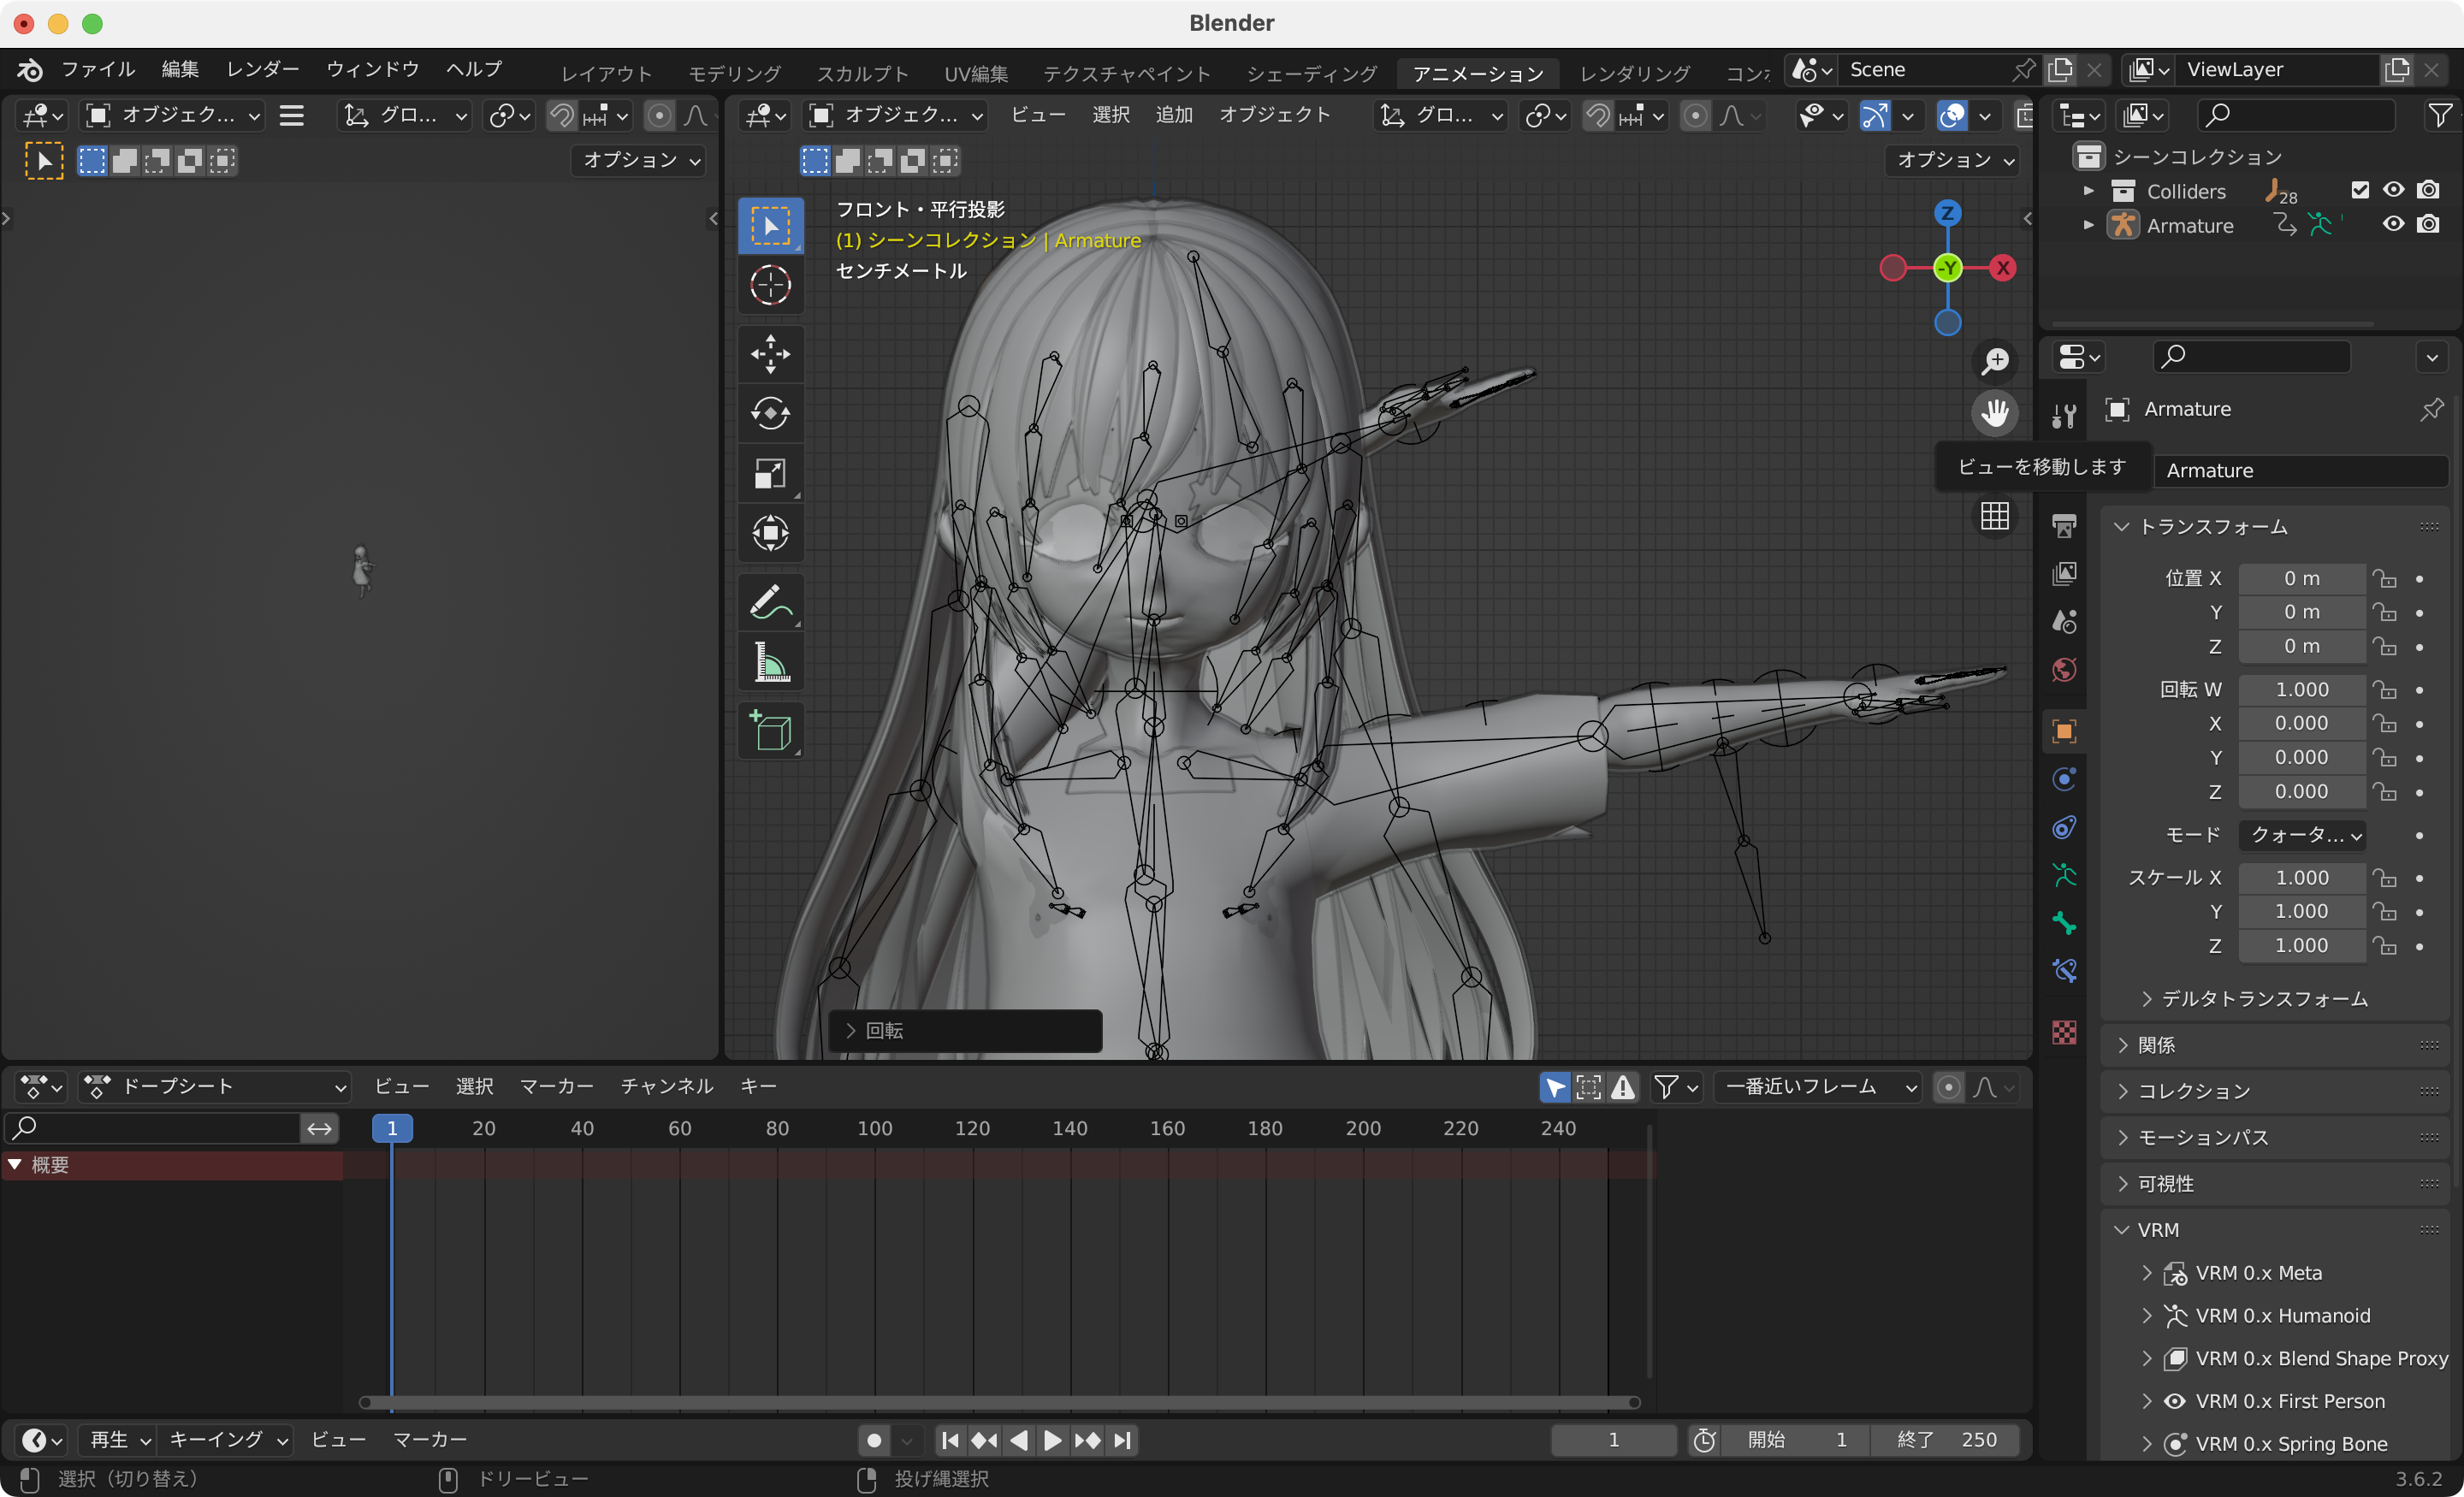 Blender
ファイル 編集 レンダー ウィンドウ ヘルプ レイアウト モデリング スカルプト UV編集 テクスチャペイント シェーディング アニメーション レンダリング コン Scene ViewLayer
オブジェク... グロ... オブジェク... ビュー 選択 追加 オブジェクト グロ...
オプション オプション
シーンコレクション
Colliders 28
Armature
フロント・平行投影
(1) シーンコレクション | Armature
センチメートル
Z
-Y X
Armature
ビューを移動します Armature
トランスフォーム
位置 X 0 m
Y 0 m
Z 0 m
回転 W 1.000
X 0.000
Y 0.000
Z 0.000
モード クォータ...
スケール X 1.000
Y 1.000
Z 1.000
デルタトランスフォーム
関係
コレクション
モーションパス
可視性
VRM
VRM 0.x Meta
VRM 0.x Humanoid
VRM 0.x Blend Shape Proxy
VRM 0.x First Person
VRM 0.x Spring Bone
回転
ドープシート ビュー 選択 マーカー チャンネル キー 一番近いフレーム
1 20 40 60 80 100 120 140 160 180 200 220 240
概要
再生 キーイング ビュー マーカー 1 開始 1 終了 250
選択（切り替え） ドリービュー 投げ縄選択 3.6.2